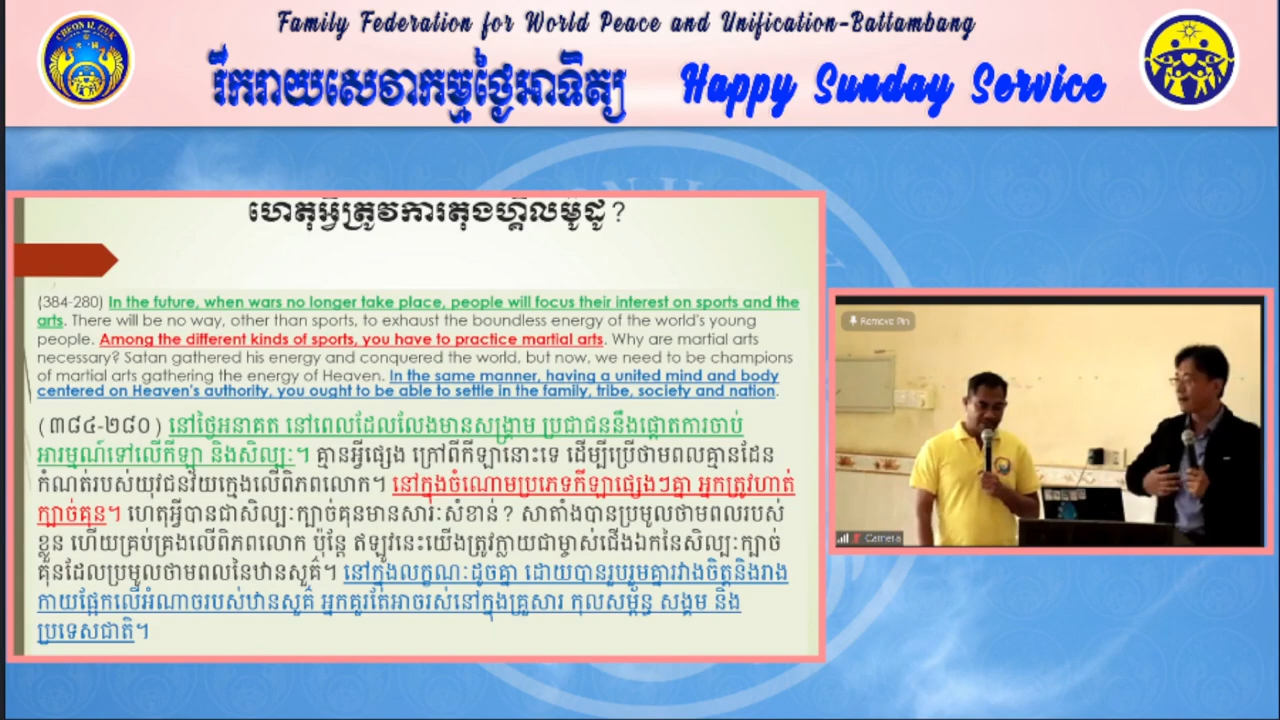 Family Federation for World Peace and Unification-Battambang
រីករាយសេវាកម្មថ្ងៃអាទិត្យ Happy Sunday Service
ហេតុអ្វីត្រូវការតុងហ្គឺលមូដូ?
(384-280) In the future, when wars no longer take place, people will focus their interest on sports and the
arts. There will be no way, other than sports, to exhaust the boundless energy of the world's young
people. Among the different kinds of sports, you have to practice martial arts. Why are martial arts
necessary? Satan gathered his energy and conquered the world, but now, we need to be champions
of martial arts gathering the energy of Heaven. In the same manner, having a united mind and body
centered on Heaven's authority, you ought to be able to settle in the family, tribe, society and nation.
(៣៨៤-២៨០) នៅថ្ងៃអនាគត នៅពេលដែលលែងមានសង្គ្រាម ប្រជាជននឹងផ្តោតការចាប់
អារម្មណ៍ទៅលើកីឡា និងសិល្បៈ។ គ្មានអ្វីផ្សេង ក្រៅពីកីឡានោះទេ ដើម្បីប្រើថាមពលគ្មានដែន
កំណត់របស់យុវជនវ័យក្មេងលើពិភពលោក។ នៅក្នុងចំណោមប្រភេទកីឡាផ្សេងៗគ្នា អ្នកត្រូវហាត់
ក្បាច់គុន។ ហេតុអ្វីបានជាសិល្បៈក្បាច់គុនមានសារៈសំខាន់? សាតាំងបានប្រមូលថាមពលរបស់
ខ្លួន ហើយគ្រប់គ្រងលើពិភពលោក ប៉ុន្តែ ឥឡូវនេះយើងត្រូវក្លាយជាម្ចាស់ជើងឯកនៃសិល្បៈក្បាច់
គុនដែលប្រមូលថាមពលនៃឋានសួគ៌។ នៅក្នុងលក្ខណៈដូចគ្នា ដោយបានរួបរួមគ្នារវាងចិត្តនិងរាង
កាយផ្អែកលើអំណាចរបស់ឋានសួគ៌ អ្នកគួរតែអាចរស់នៅក្នុងគ្រួសារ កុលសម្ព័ន្ធ សង្គម និង
ប្រទេសជាតិ។
Remove Pin
Camera